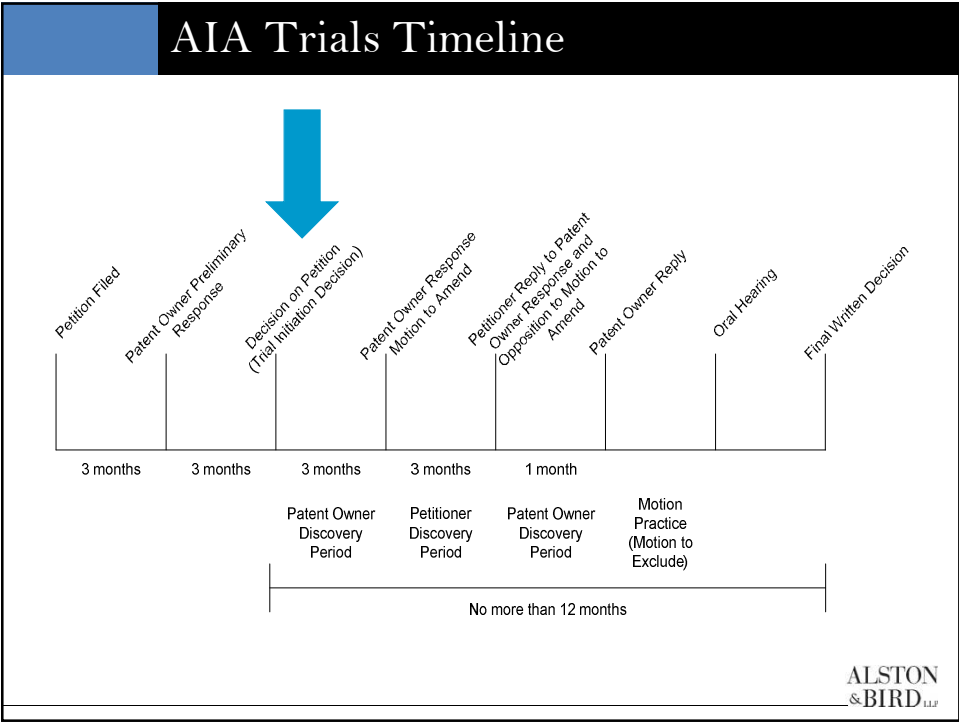 AIA Trials Timeline
Petition Filed
Patent Owner Preliminary
Response
Decision on Petition
(Trial Initiation Decision)
Patent Owner Response
Motion to Amend
Petitioner Reply to Patent
Owner Response and
Opposition to Motion to
Amend
Patent Owner Reply
Oral Hearing
Final Written Decision
3 months
3 months
3 months
3 months
1 month
Patent Owner
Discovery
Period
Petitioner
Discovery
Period
Patent Owner
Discovery
Period
Motion
Practice
(Motion to
Exclude)
No more than 12 months
ALSTON
&BIRD LLP